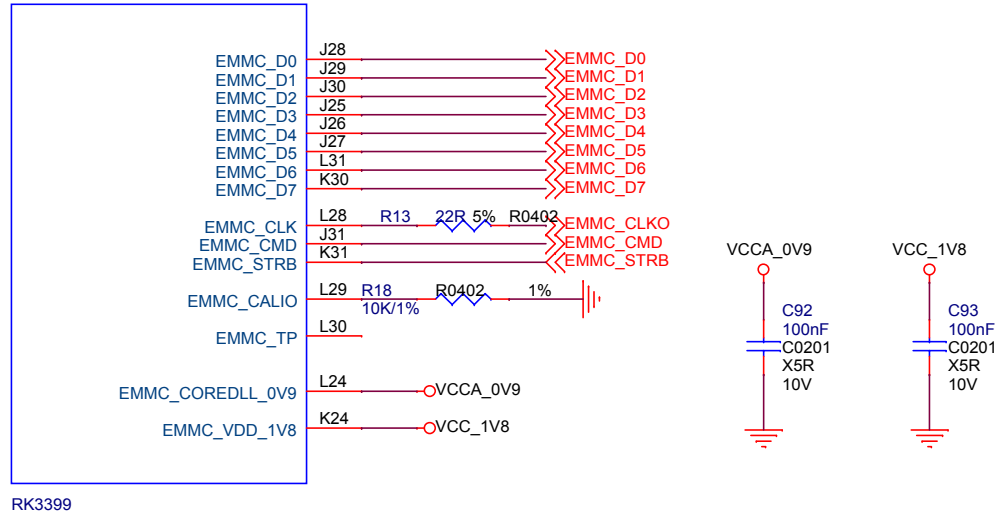 EMMC_D0 J28 EMMC_D0
EMMC_D1 J29 EMMC_D1
EMMC_D2 J30 EMMC_D2
EMMC_D3 J25 EMMC_D3
EMMC_D4 J26 EMMC_D4
EMMC_D5 J27 EMMC_D5
EMMC_D6 L31 EMMC_D6
EMMC_D7 K30 EMMC_D7
EMMC_CLK L28 R13 22R 5% R0402 EMMC_CLKO
EMMC_CMD J31 EMMC_CMD
EMMC_STRB K31 EMMC_STRB
EMMC_CALIO L29 R18 R0402 1%
10K/1%
EMMC_TP L30
EMMC_COREDLL_0V9 L24 VCCA_0V9
EMMC_VDD_1V8 K24 VCC_1V8
RK3399
VCCA_0V9
C92
100nF
C0201
X5R
10V
VCC_1V8
C93
100nF
C0201
X5R
10V